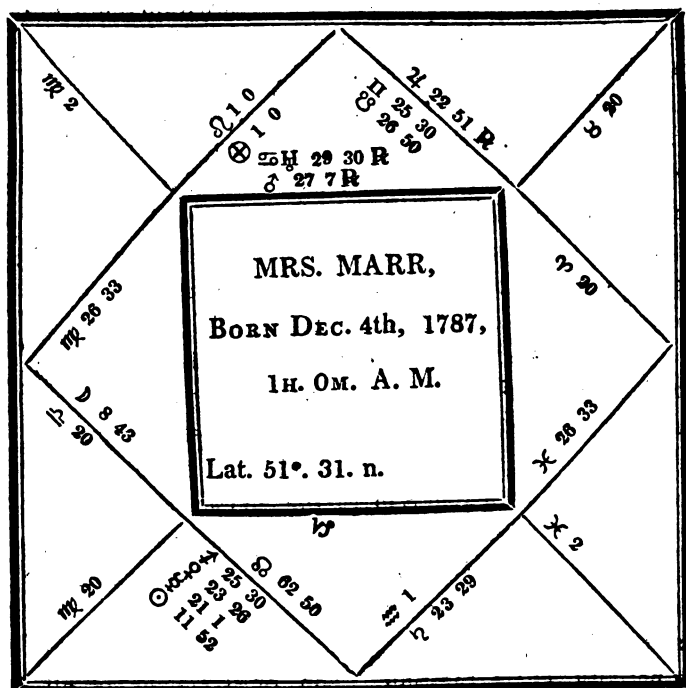 ♍ 2
♌ 1 0
⊕ 1 0
♋ ♅ 29 30 ℞
♂ 27 7 ℞
♃ 22 51 ℞
♊ 25 30
☋ 26 50
♉ 20
♈ 20
♍ 26 33
MRS. MARR,
BORN DEC. 4th, 1787,
1H. 0M. A. M.
Lat. 51°. 31. n.
☽ 8 43
♎ 20
♓ 26 33
♓ 2
♍ 20
♑
☊ 62 50
♐ 25 30
♀ 23 26
☿ 21 1
☉ 11 52
♒ 1
♄ 23 29